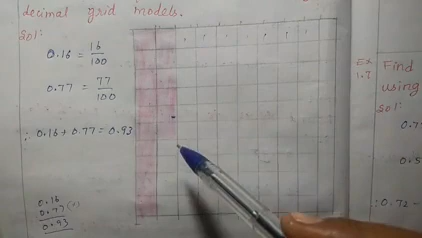 decimal grid models.
Sol:
0.16 = 16/100
0.77 = 77/100
∴ 0.16 + 0.77 = 0.93
0.16
0.77 (+)
0.93
Ex 1.7
Find
using
Sol:
0.7
0.5
∴ 0.72 -